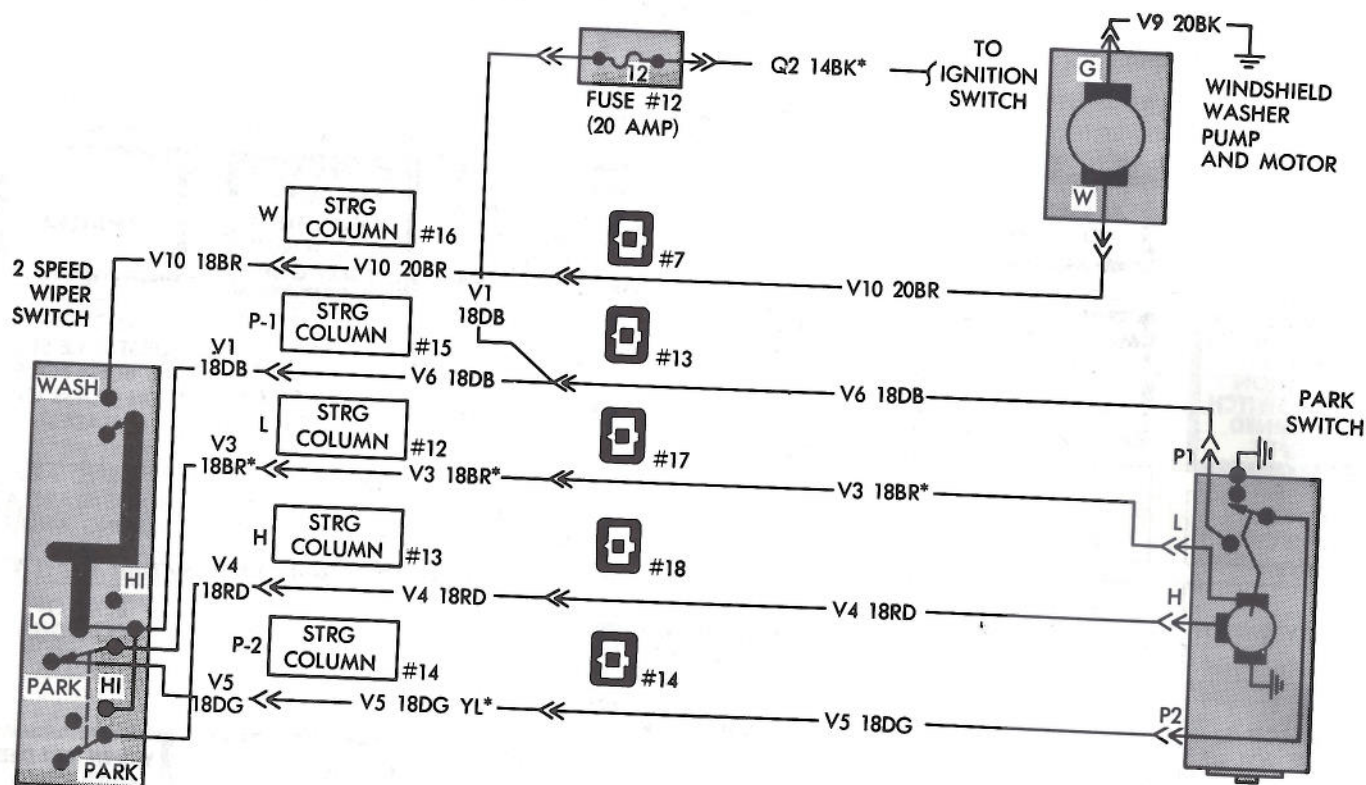 V9 20BK
TO
IGNITION
SWITCH
Q2 14BK*
12
FUSE #12
(20 AMP)
G
W
WINDSHIELD
WASHER
PUMP
AND MOTOR
W
STRG
COLUMN
#16
#7
2 SPEED
WIPER
SWITCH
V10 18BR
V10 20BR
V10 20BR
V1
18DB
P-1
STRG
COLUMN
#15
#13
V1
18DB
V6 18DB
V6 18DB
PARK
SWITCH
WASH
L
STRG
COLUMN
#12
#17
V3
18BR*
V3 18BR*
V3 18BR*
P1
L
H
STRG
COLUMN
#13
#18
HI
V4
18RD
V4 18RD
V4 18RD
H
LO
P-2
STRG
COLUMN
#14
#14
PARK
HI
V5
18DG
V5 18DG YL*
V5 18DG
P2
PARK